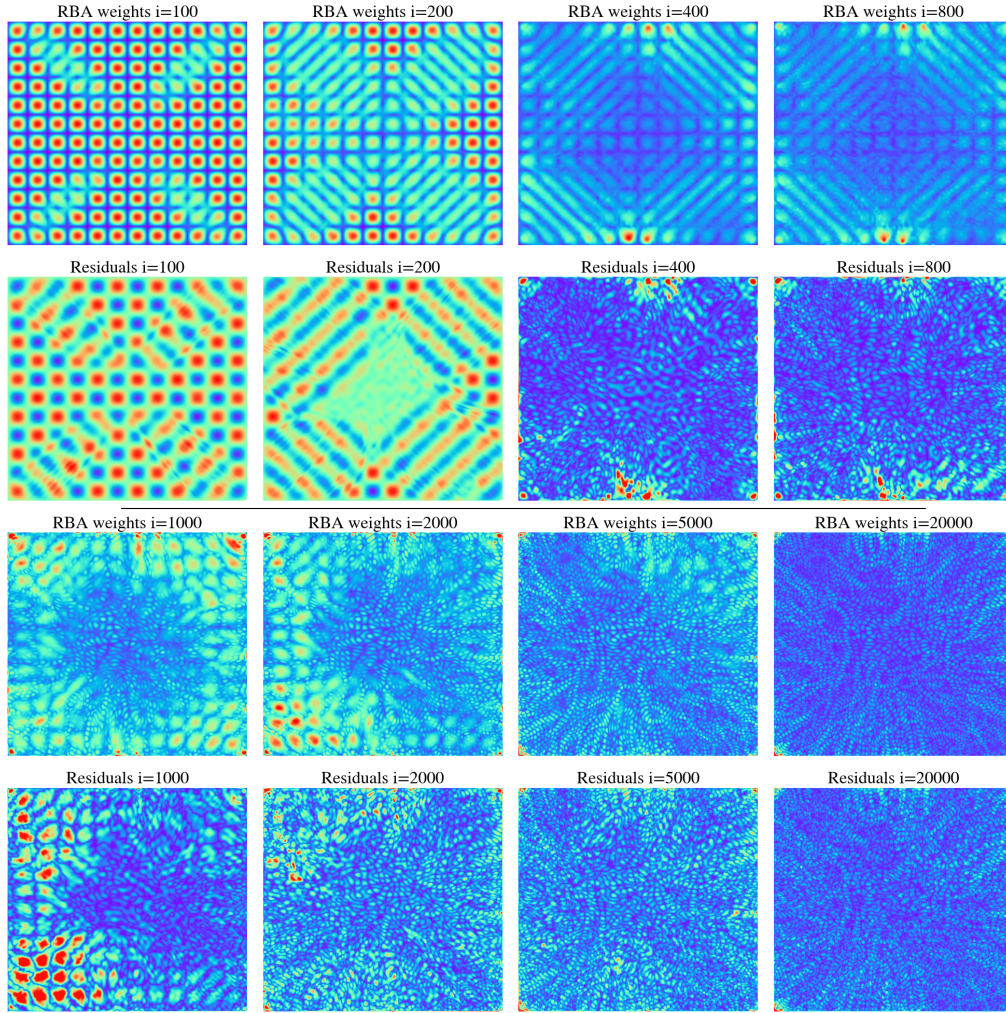 RBA weights i=100
RBA weights i=200
RBA weights i=400
RBA weights i=800
Residuals i=100
Residuals i=200
Residuals i=400
Residuals i=800
RBA weights i=1000
RBA weights i=2000
RBA weights i=5000
RBA weights i=20000
Residuals i=1000
Residuals i=2000
Residuals i=5000
Residuals i=20000